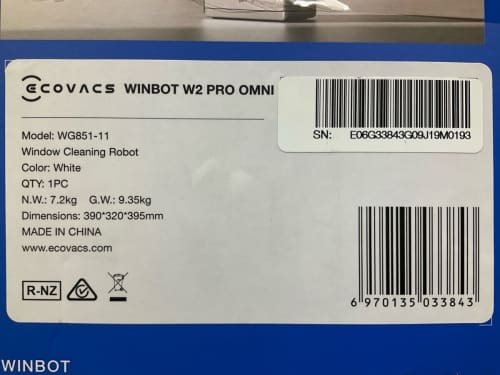 ECOVACS WINBOT W2 PRO OMNI
SN: E06G33843G09J19M0193
Model: WG851-11
Window Cleaning Robot
Color: White
QTY: 1PC
N.W.: 7.2kg G.W.: 9.35kg
Dimensions: 390*320*395mm
MADE IN CHINA
www.ecovacs.com
R-NZ
6 970135 033843
WINBOT